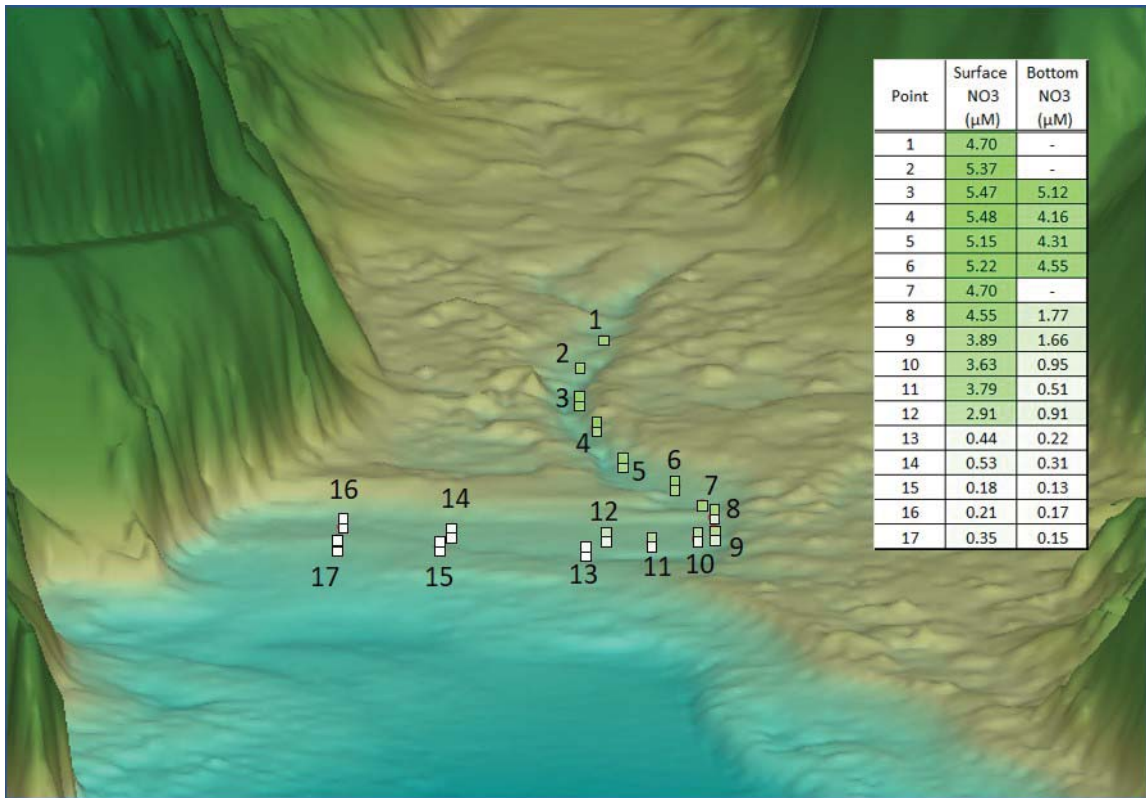 Point Surface NO3 (µM) Bottom NO3 (µM)
1 4.70 -
2 5.37 -
3 5.47 5.12
4 5.48 4.16
5 5.15 4.31
6 5.22 4.55
7 4.70 -
8 4.55 1.77
9 3.89 1.66
10 3.63 0.95
11 3.79 0.51
12 2.91 0.91
13 0.44 0.22
14 0.53 0.31
15 0.18 0.13
16 0.21 0.17
17 0.35 0.15
1
2
3
4
5
6
7
8
16
14
12
9
17
15
13
11
10